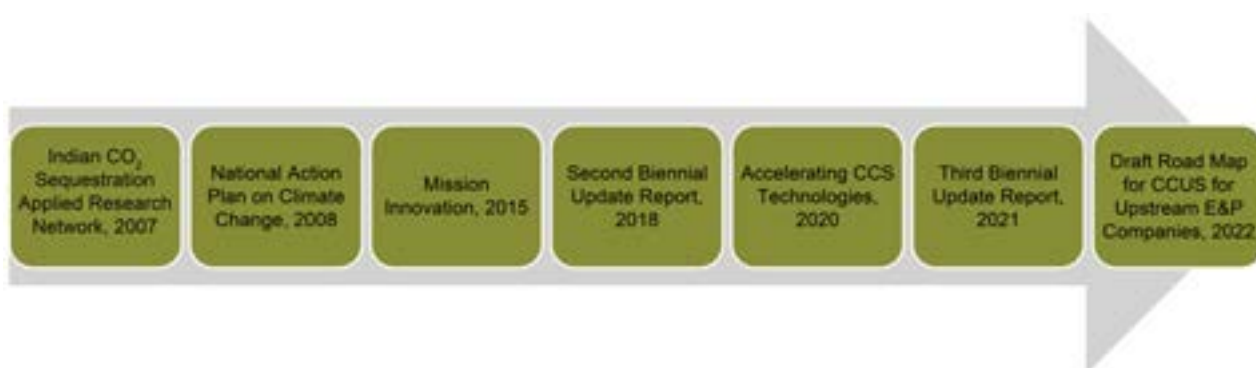 Indian CO₂
Sequestration
Applied Research
Network, 2007
National Action
Plan on Climate
Change, 2008
Mission
Innovation, 2015
Second Biennial
Update Report,
2018
Accelerating CCS
Technologies,
2020
Third Biennial
Update Report,
2021
Draft Road Map
for CCUS for
Upstream E&P
Companies, 2022